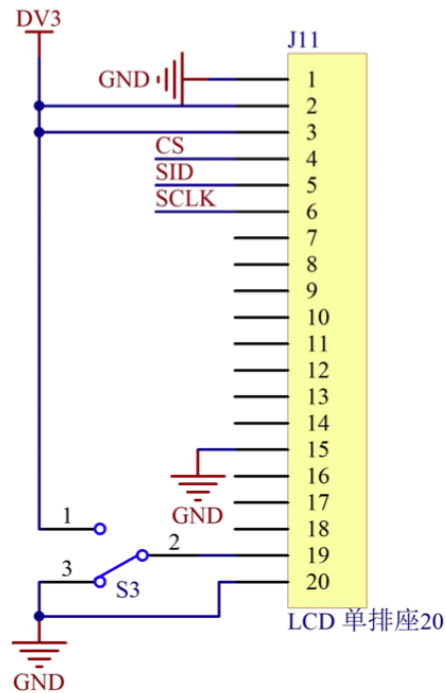 DV3
J11
GND
1
2
3
CS
4
SID
5
SCLK
6
7
8
9
10
11
12
13
14
15
16
GND
17
1
18
2
19
3
S3
20
LCD 单排座20
GND